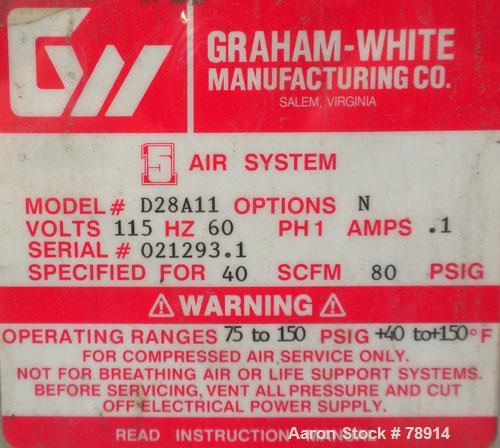 GW
GRAHAM-WHITE
MANUFACTURING CO.
SALEM, VIRGINIA
AIR SYSTEM
MODEL# D28A11 OPTIONS N
VOLTS 115 HZ 60 PH1 AMPS .1
SERIAL # 021293.1
SPECIFIED FOR 40 SCFM 80 PSIG
WARNING
OPERATING RANGES 75 to 150 PSIG +40 to+150°F
FOR COMPRESSED AIR SERVICE ONLY.
NOT FOR BREATHING AIR OR LIFE SUPPORT SYSTEMS.
BEFORE SERVICING, VENT ALL PRESSURE AND CUT
OFF ELECTRICAL POWER SUPPLY.
READ INSTRUCTION MANUAL
Aaron Stock # 78914